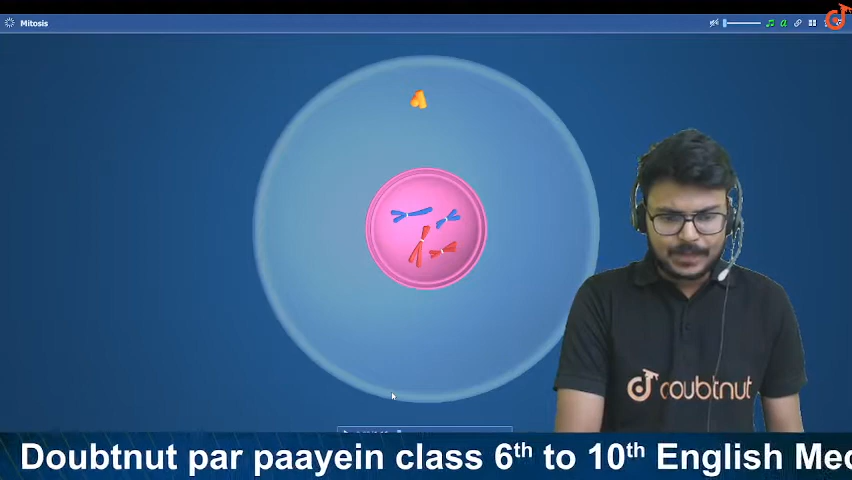 Mitosis
doubtnut
Doubtnut par paayein class 6th to 10th English Med